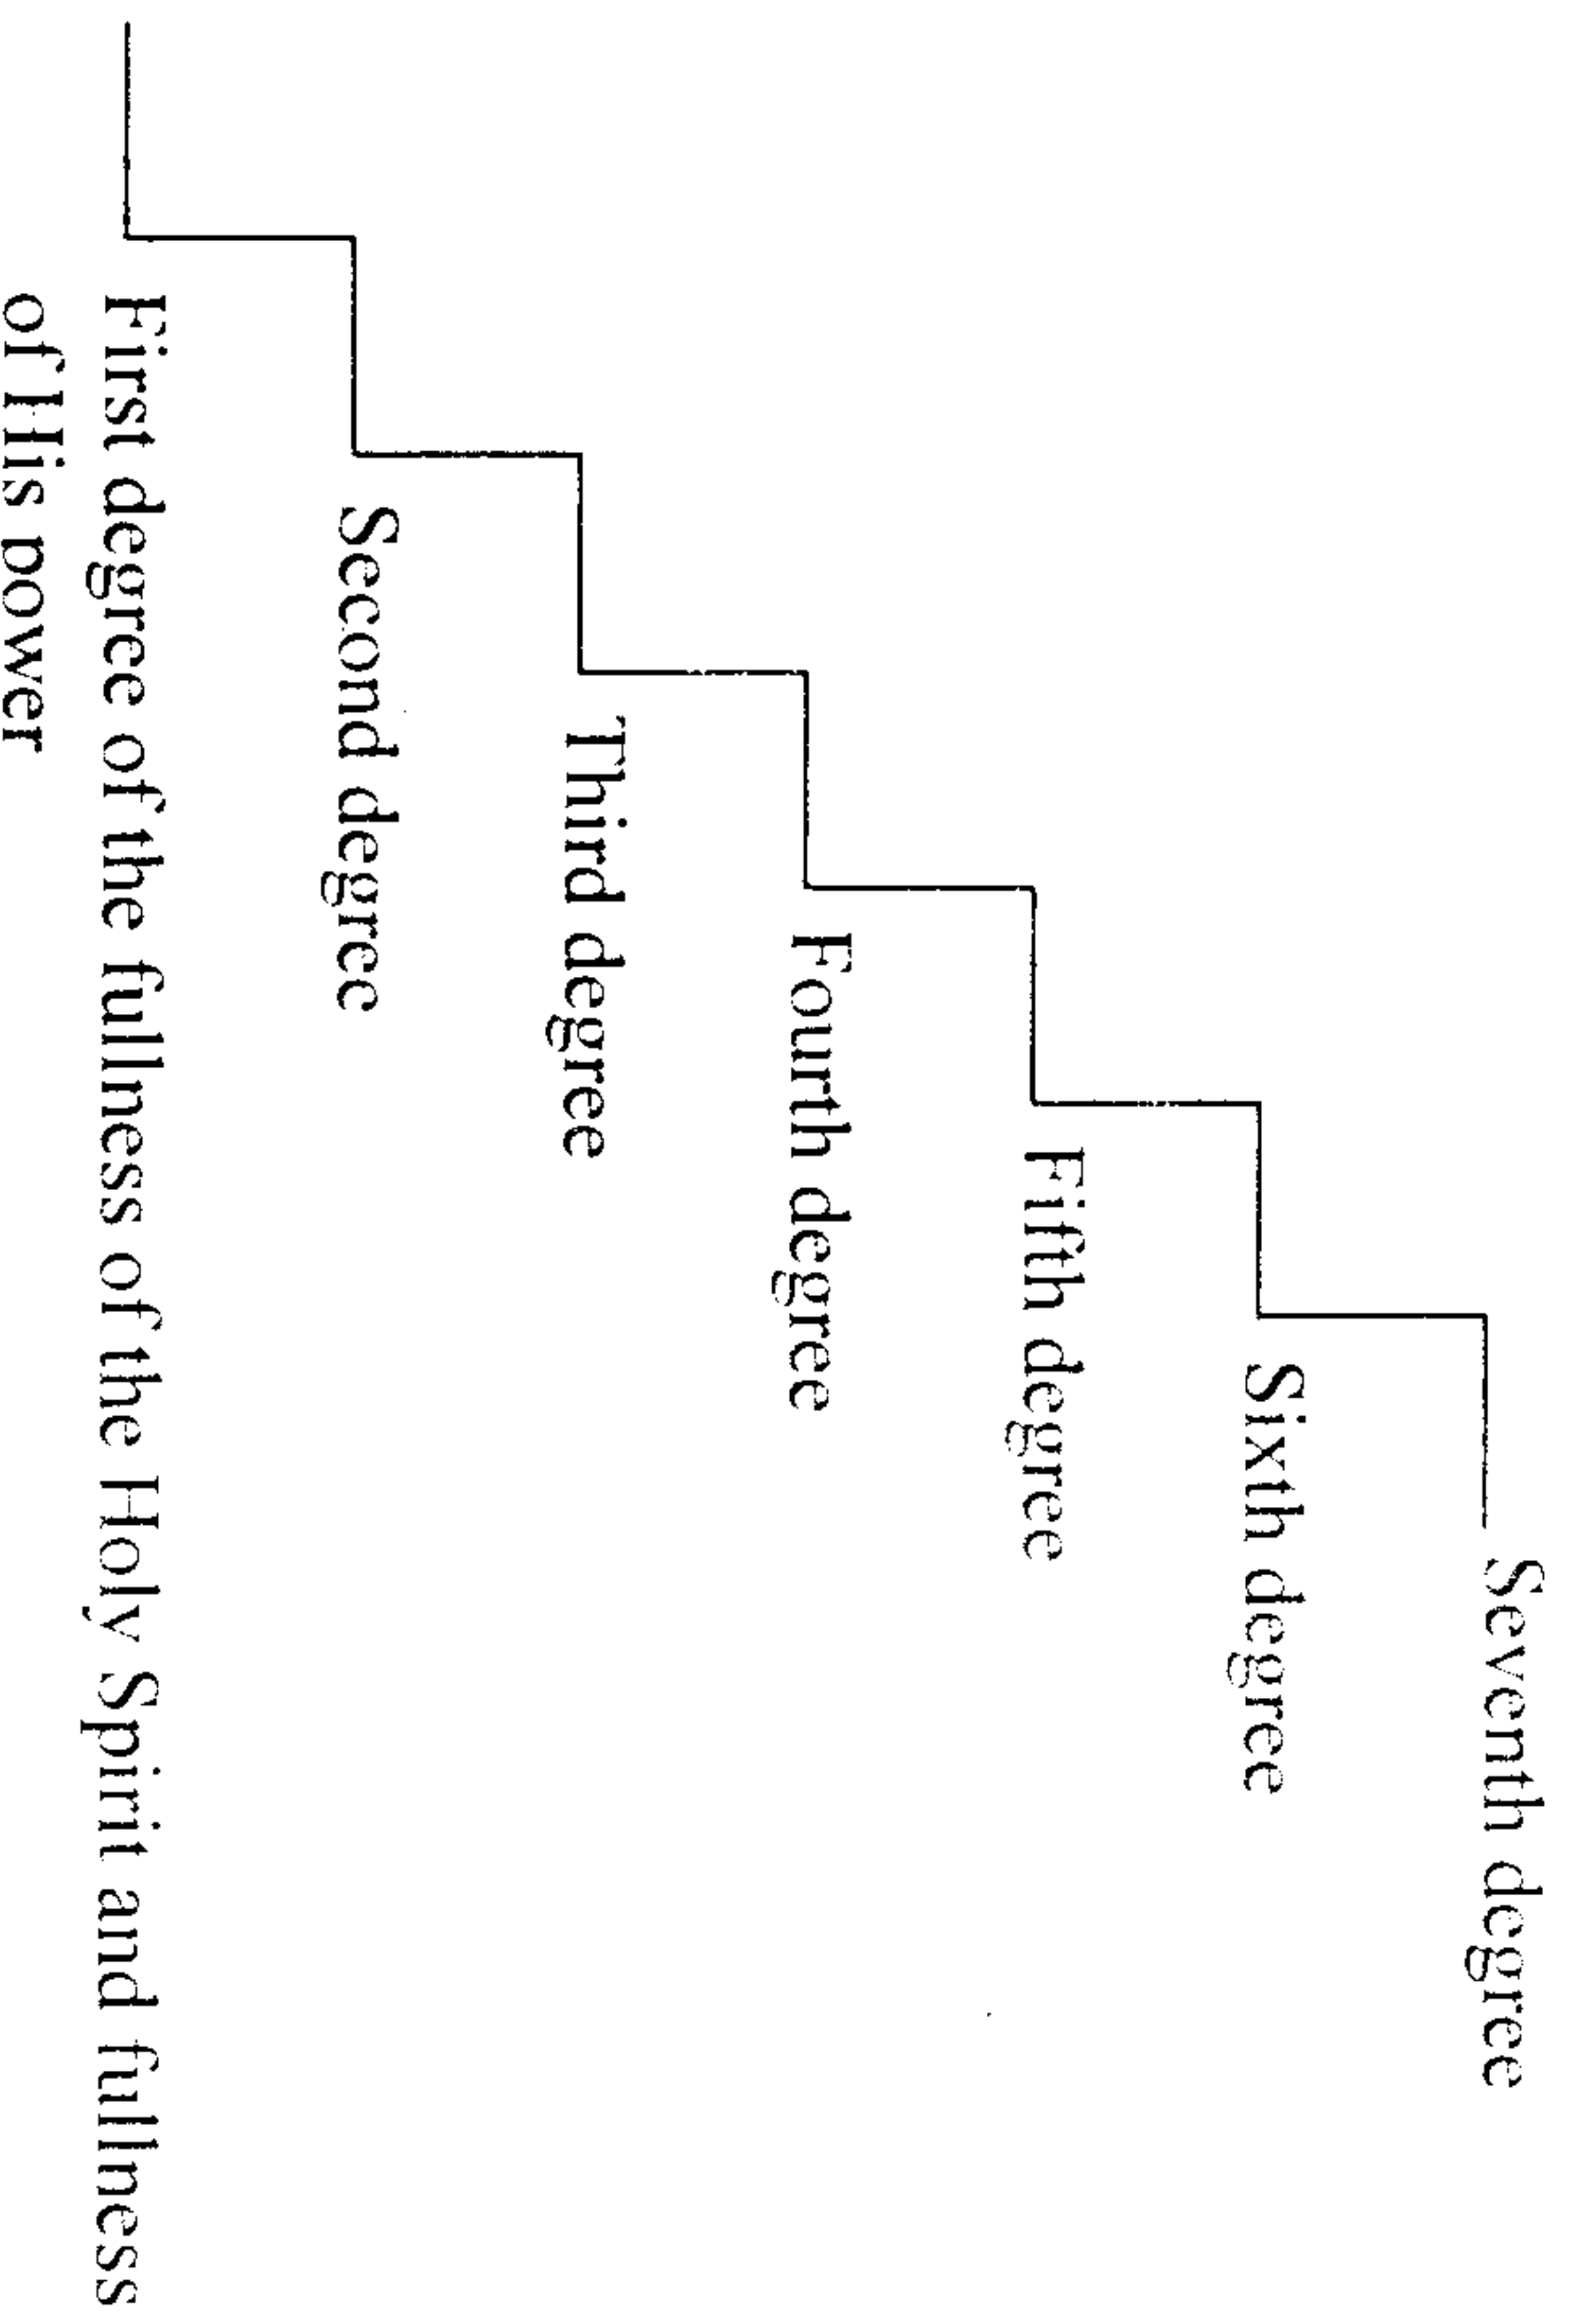 Seventh degree
Sixth degree
Fifth degree
Fourth degree
Third degree
Second degree
First degree of the fullness of the Holy Spirit and fullness
of His power